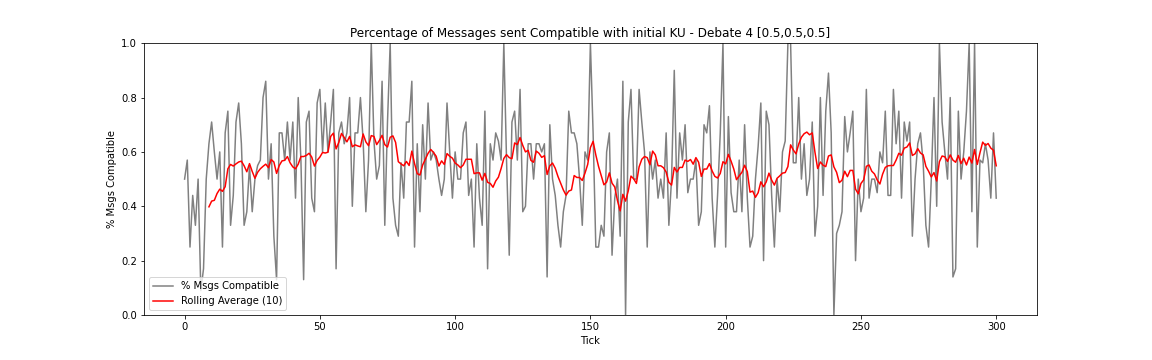 Percentage of Messages sent Compatible with initial KU - Debate 4 [0.5,0.5,0.5]
% Msgs Compatible
1.0
0.8
0.6
0.4
0.2
0.0
% Msgs Compatible
Rolling Average (10)
0 50 100 150 200 250 300
Tick